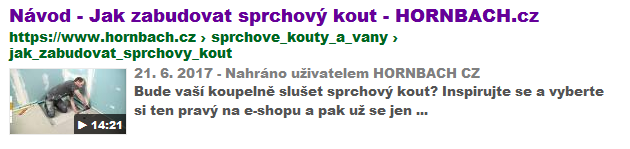 Návod - Jak zabudovat sprchový kout - HORNBACH.cz
https://www.hornbach.cz › sprchove_kouty_a_vany ›
jak_zabudovat_sprchovy_kout
21. 6. 2017 - Nahráno uživatelem HORNBACH CZ
Bude vaší koupelně slušet sprchový kout? Inspirujte se a vyberte
si ten pravý na e-shopu a pak už se jen ...
14:21